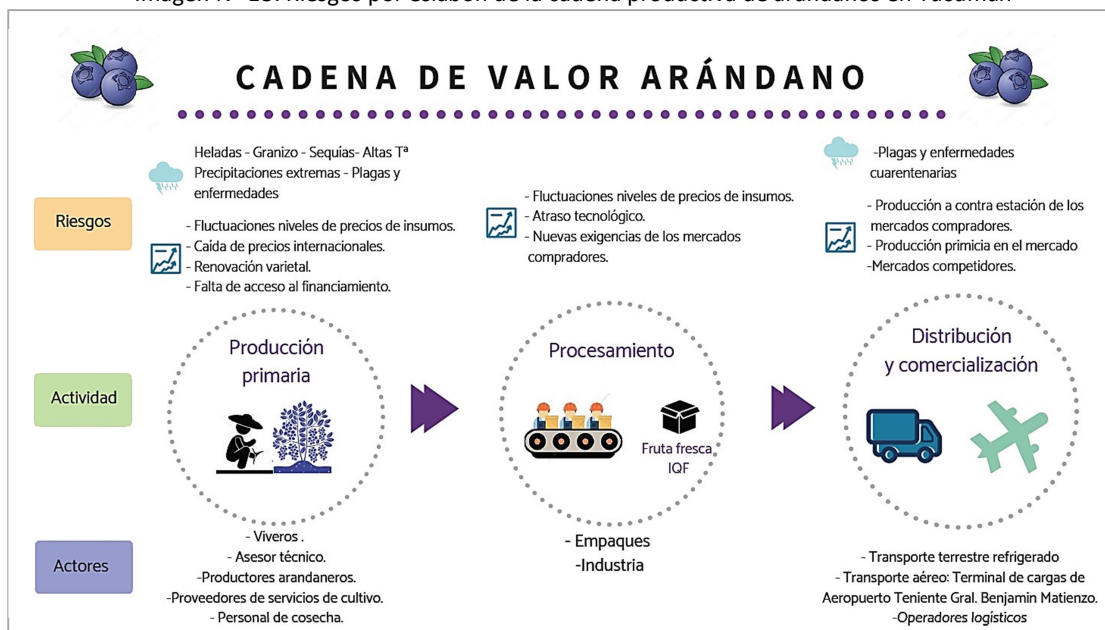 Imagen N° 13: Riesgos por eslabón de la cadena productiva de arándanos en Tucumán
CADENA DE VALOR ARÁNDANO
Riesgos
Heladas - Granizo - Sequías- Altas Tª
Precipitaciones extremas - Plagas y
enfermedades
- Fluctuaciones niveles de precios de insumos.
- Caída de precios internacionales.
- Renovación varietal.
- Falta de acceso al financiamiento.
- Fluctuaciones niveles de precios de insumos.
- Atraso tecnológico.
- Nuevas exigencias de los mercados
compradores.
-Plagas y enfermedades
cuarentenarias
- Producción a contra estación de los
mercados compradores.
- Producción primicia en el mercado
-Mercados competidores.
Actividad
Producción
primaria
Procesamiento
Fruta fresca
IQF
Distribución
y comercialización
Actores
- Viveros .
- Asesor técnico.
-Productores arandaneros.
-Proveedores de servicios de cultivo.
- Personal de cosecha.
- Empaques
-Industria
- Transporte terrestre refrigerado
- Transporte aéreo: Terminal de cargas de
Aeropuerto Teniente Gral. Benjamin Matienzo.
-Operadores logísticos